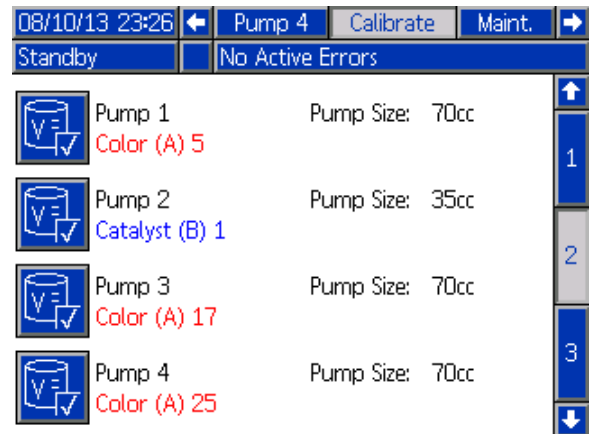 08/10/13 23:26 Pump 4 Calibrate Maint.
Standby No Active Errors
Pump 1 Pump Size: 70cc
Color (A) 5
1
Pump 2 Pump Size: 35cc
Catalyst (B) 1
2
Pump 3 Pump Size: 70cc
Color (A) 17
3
Pump 4 Pump Size: 70cc
Color (A) 25